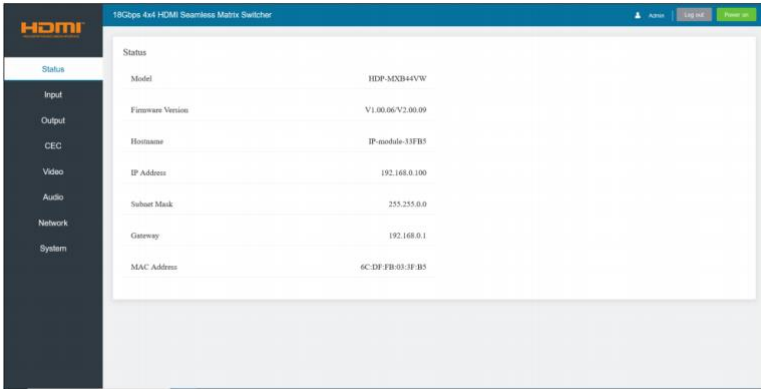 HDMI
18Gbps 4x4 HDMI Seamless Matrix Switcher
Admin
Log out
Power on
Status
Input
Output
CEC
Video
Audio
Network
System
Status
Model HDP-MXB44VW
Firmware Version V1.00.06/V2.00.09
Hostname IP-module-33FB5
IP Address 192.168.0.100
Subnet Mask 255.255.0.0
Gateway 192.168.0.1
MAC Address 6C:DF:FB:03:3F:B5